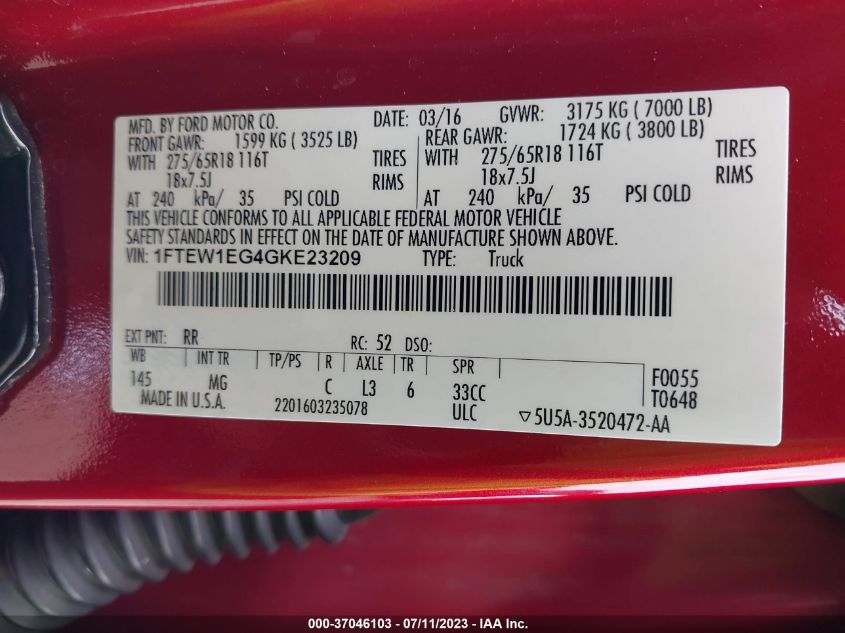 MFD. BY FORD MOTOR CO. DATE: 03/16 GVWR: 3175 KG ( 7000 LB)
FRONT GAWR: 1599 KG ( 3525 LB) REAR GAWR: 1724 KG ( 3800 LB)
WITH 275/65R18 116T TIRES WITH 275/65R18 116T TIRES
18x7.5J RIMS 18x7.5J RIMS
AT 240 kPa/ 35 PSI COLD AT 240 kPa/ 35 PSI COLD
THIS VEHICLE CONFORMS TO ALL APPLICABLE FEDERAL MOTOR VEHICLE
SAFETY STANDARDS IN EFFECT ON THE DATE OF MANUFACTURE SHOWN ABOVE.
VIN: 1FTEW1EG4GKE23209 TYPE: Truck
EXT PNT: RR RC: 52 DSO:
WB INT TR TP/PS R AXLE TR SPR
145 MG C L3 6 33CC F0055
MADE IN U.S.A. 2201603235078 ULC ▽5U5A-3520472-AA T0648
000-37046103 - 07/11/2023 - IAA Inc.